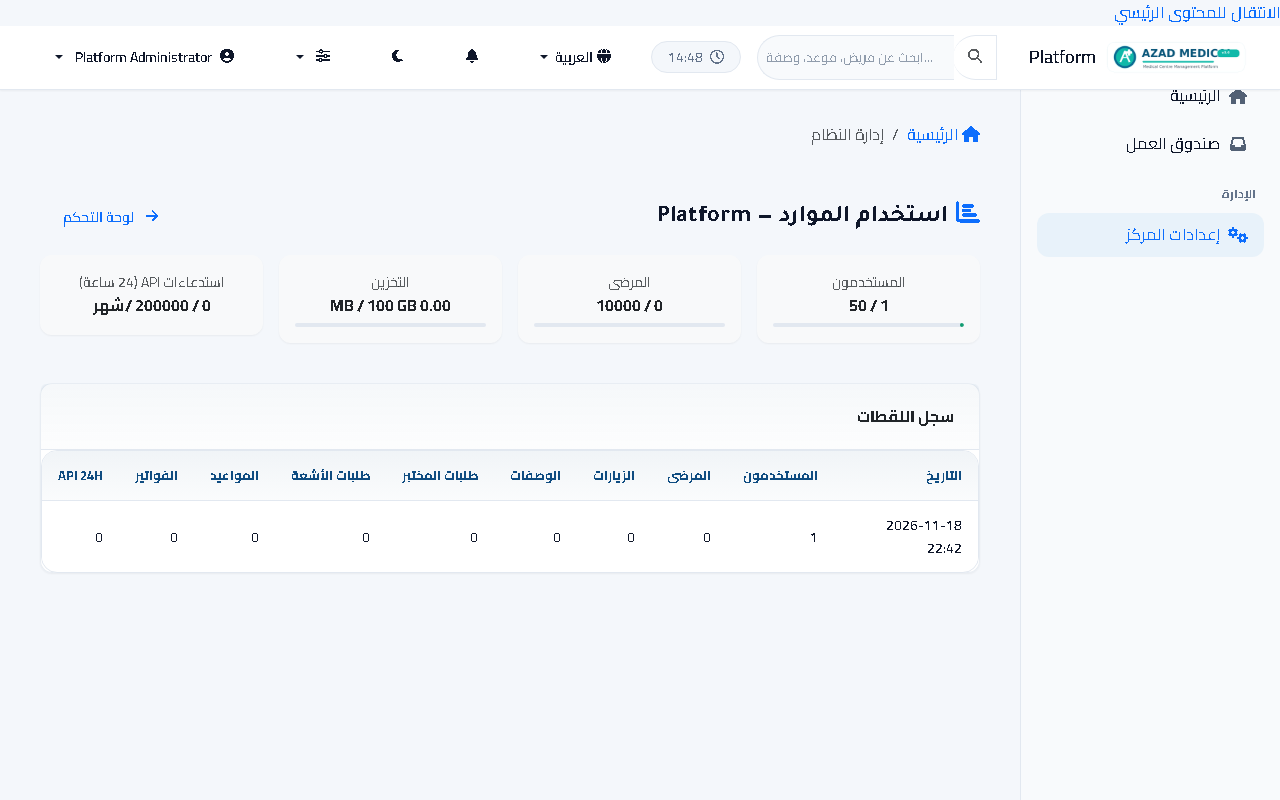 الانتقال للمحتوى الرئيسي
AZAD MEDIC
Medical Centre Management Platform
Platform
ابحث عن مريض، موعد، وصفة...
14:48
العربية
Platform Administrator
الرئيسية
صندوق العمل
الإدارة
إعدادات المركز
الرئيسية / إدارة النظام
استخدام الموارد — Platform
لوحة التحكم
المستخدمون
1 / 50
المرضى
0 / 10000
التخزين
0.00 MB / 100 GB
استدعاءات API (24 ساعة)
0 / 200000 /شهر
سجل اللقطات
التاريخ المستخدمون المرضى الزيارات الوصفات طلبات المختبر طلبات الأشعة المواعيد الفواتير API 24H
2026-11-18 22:42 1 0 0 0 0 0 0 0 0